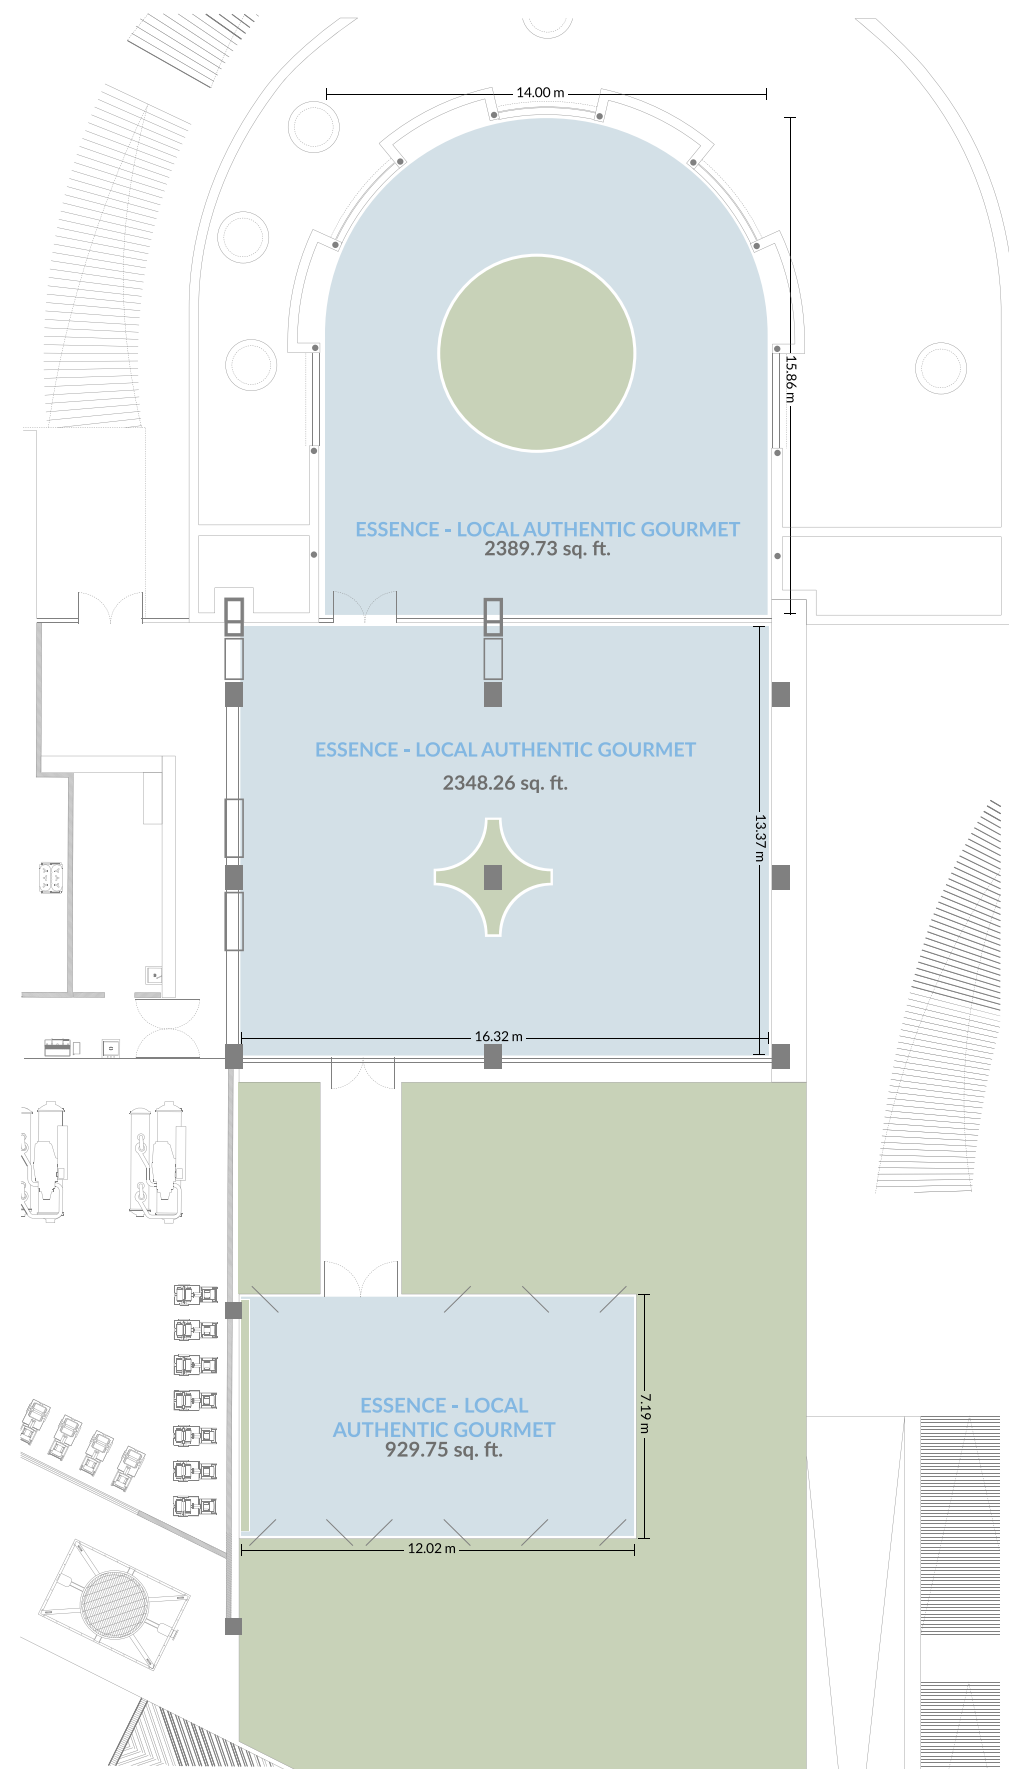 14.00 m
15.86 m
ESSENCE - LOCAL AUTHENTIC GOURMET
2389.73 sq. ft.
ESSENCE - LOCAL AUTHENTIC GOURMET
2348.26 sq. ft.
13.37 m
16.32 m
ESSENCE - LOCAL
AUTHENTIC GOURMET
929.75 sq. ft.
7.19 m
12.02 m